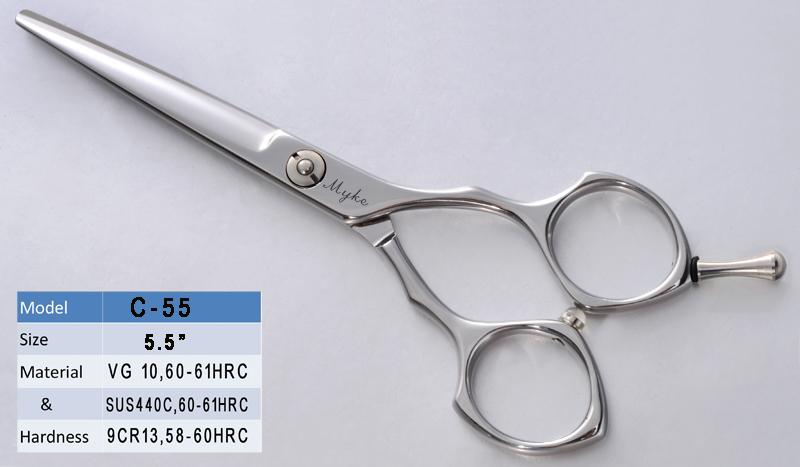 Myke
Model C-55
Size 5.5”
Material VG 10,60-61HRC
& SUS440C,60-61HRC
Hardness 9CR13,58-60HRC